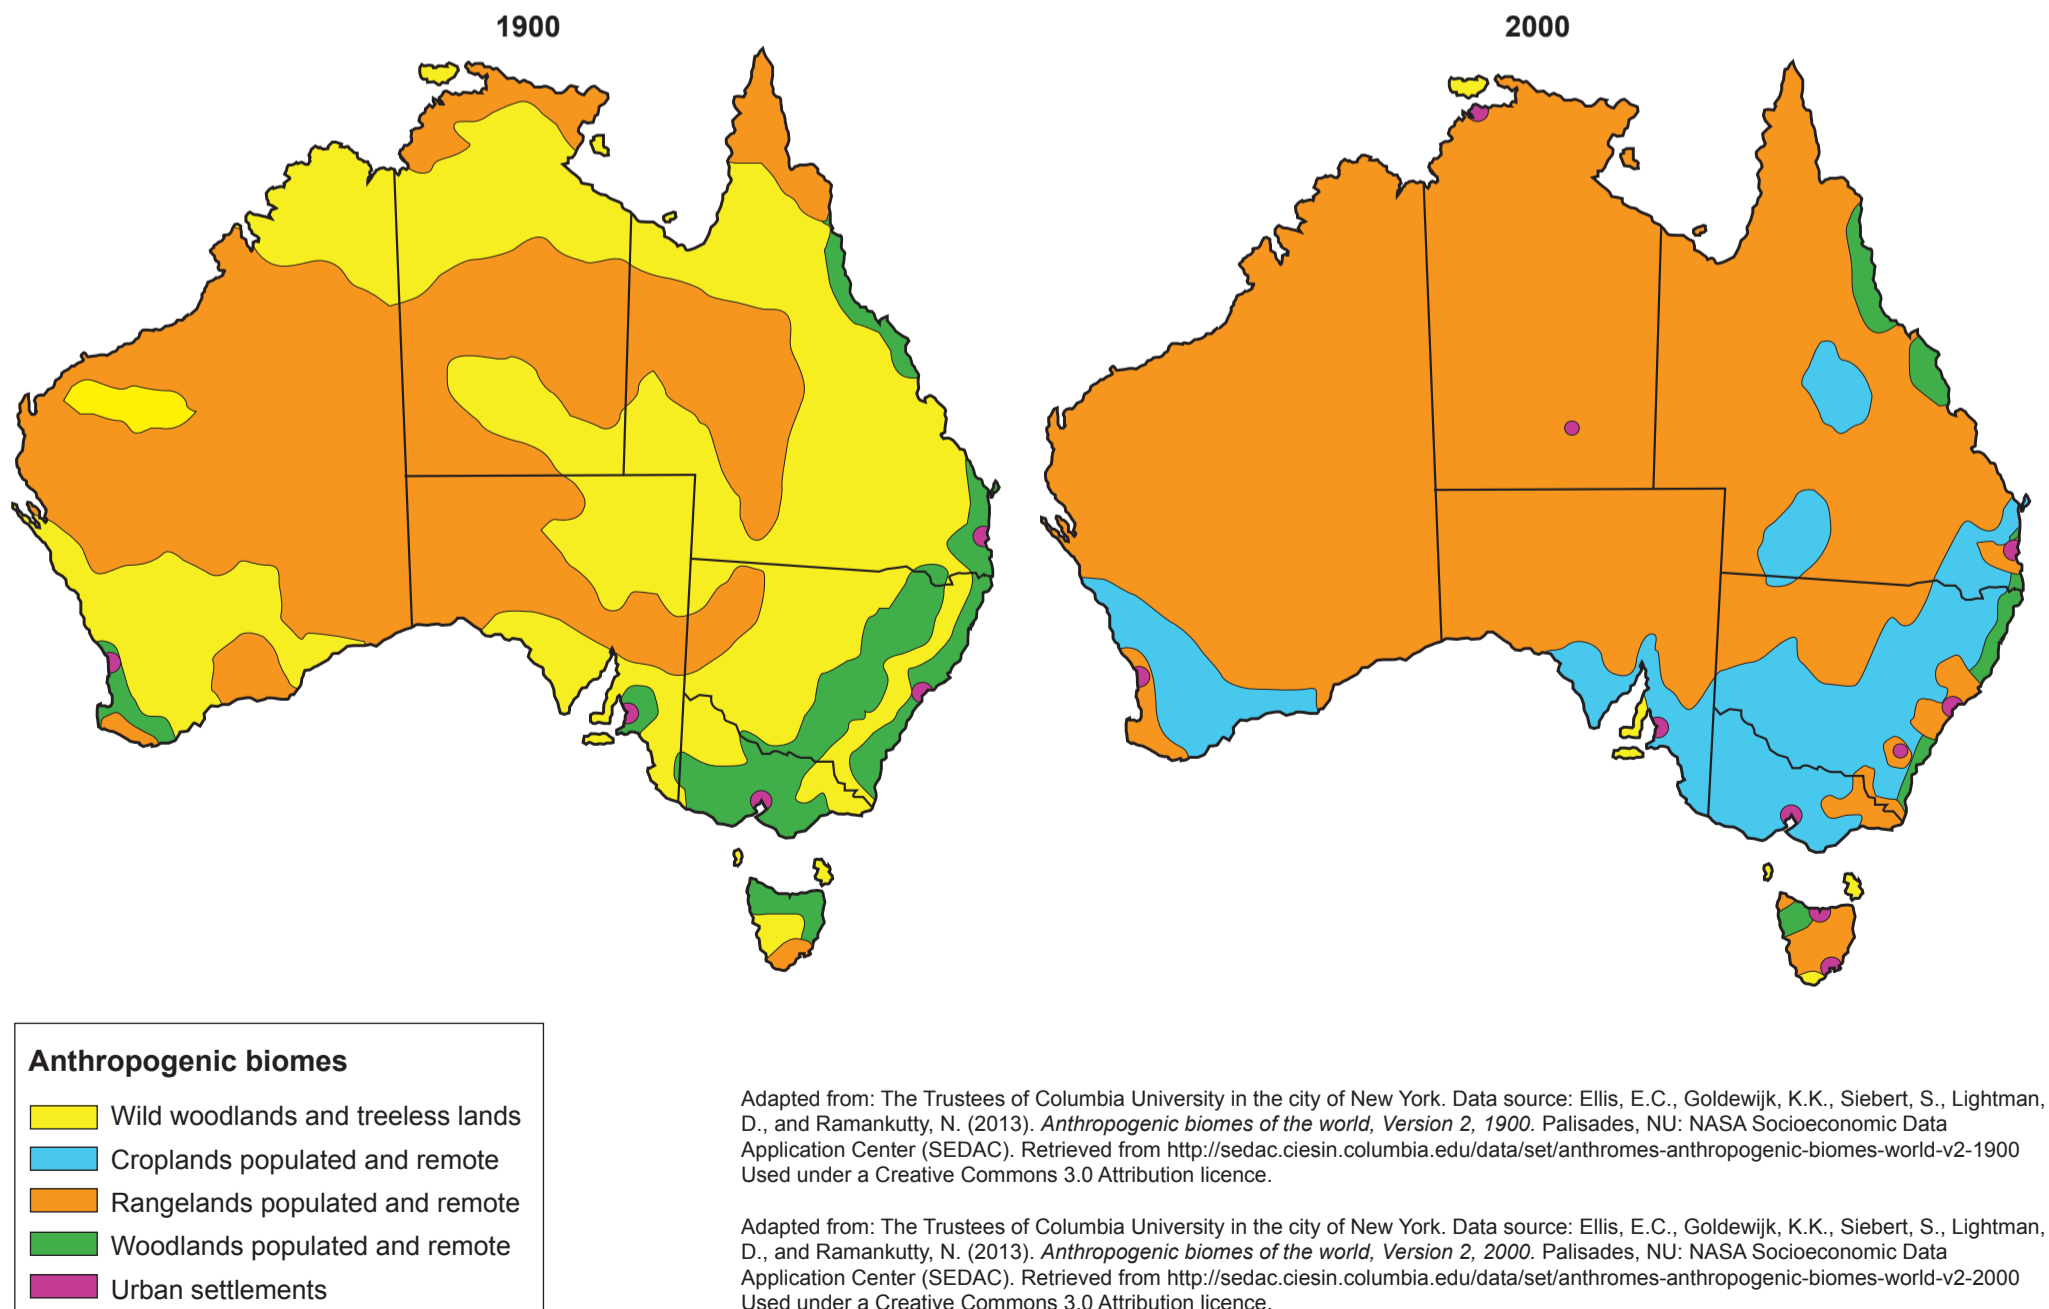 1900
2000
Anthropogenic biomes
Wild woodlands and treeless lands
Croplands populated and remote
Rangelands populated and remote
Woodlands populated and remote
Urban settlements
Adapted from: The Trustees of Columbia University in the city of New York. Data source: Ellis, E.C., Goldewijk, K.K., Siebert, S., Lightman,
D., and Ramankutty, N. (2013). Anthropogenic biomes of the world, Version 2, 1900. Palisades, NU: NASA Socioeconomic Data
Application Center (SEDAC). Retrieved from http://sedac.ciesin.columbia.edu/data/set/anthromes-anthropogenic-biomes-world-v2-1900
Used under a Creative Commons 3.0 Attribution licence.
Adapted from: The Trustees of Columbia University in the city of New York. Data source: Ellis, E.C., Goldewijk, K.K., Siebert, S., Lightman,
D., and Ramankutty, N. (2013). Anthropogenic biomes of the world, Version 2, 2000. Palisades, NU: NASA Socioeconomic Data
Application Center (SEDAC). Retrieved from http://sedac.ciesin.columbia.edu/data/set/anthromes-anthropogenic-biomes-world-v2-2000
Used under a Creative Commons 3.0 Attribution licence.